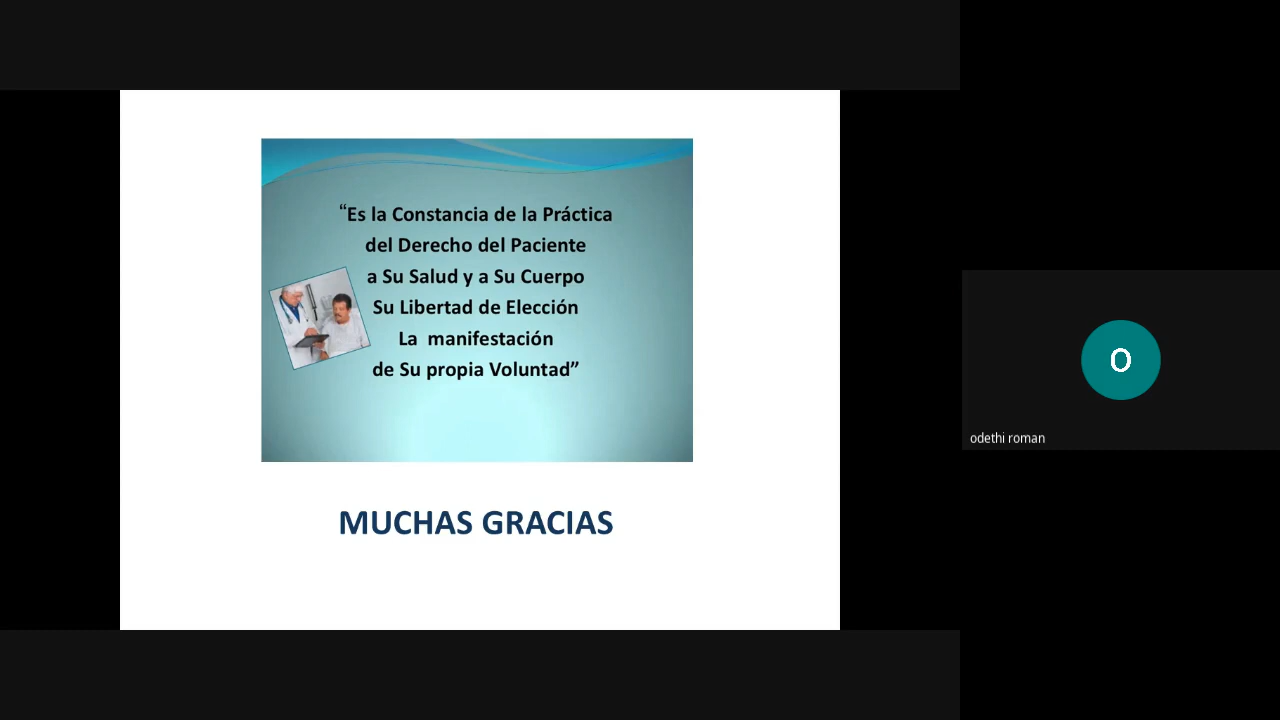 “Es la Constancia de la Práctica
del Derecho del Paciente
a Su Salud y a Su Cuerpo
Su Libertad de Elección
La  manifestación
de Su propia Voluntad”
MUCHAS GRACIAS
O
odethi roman